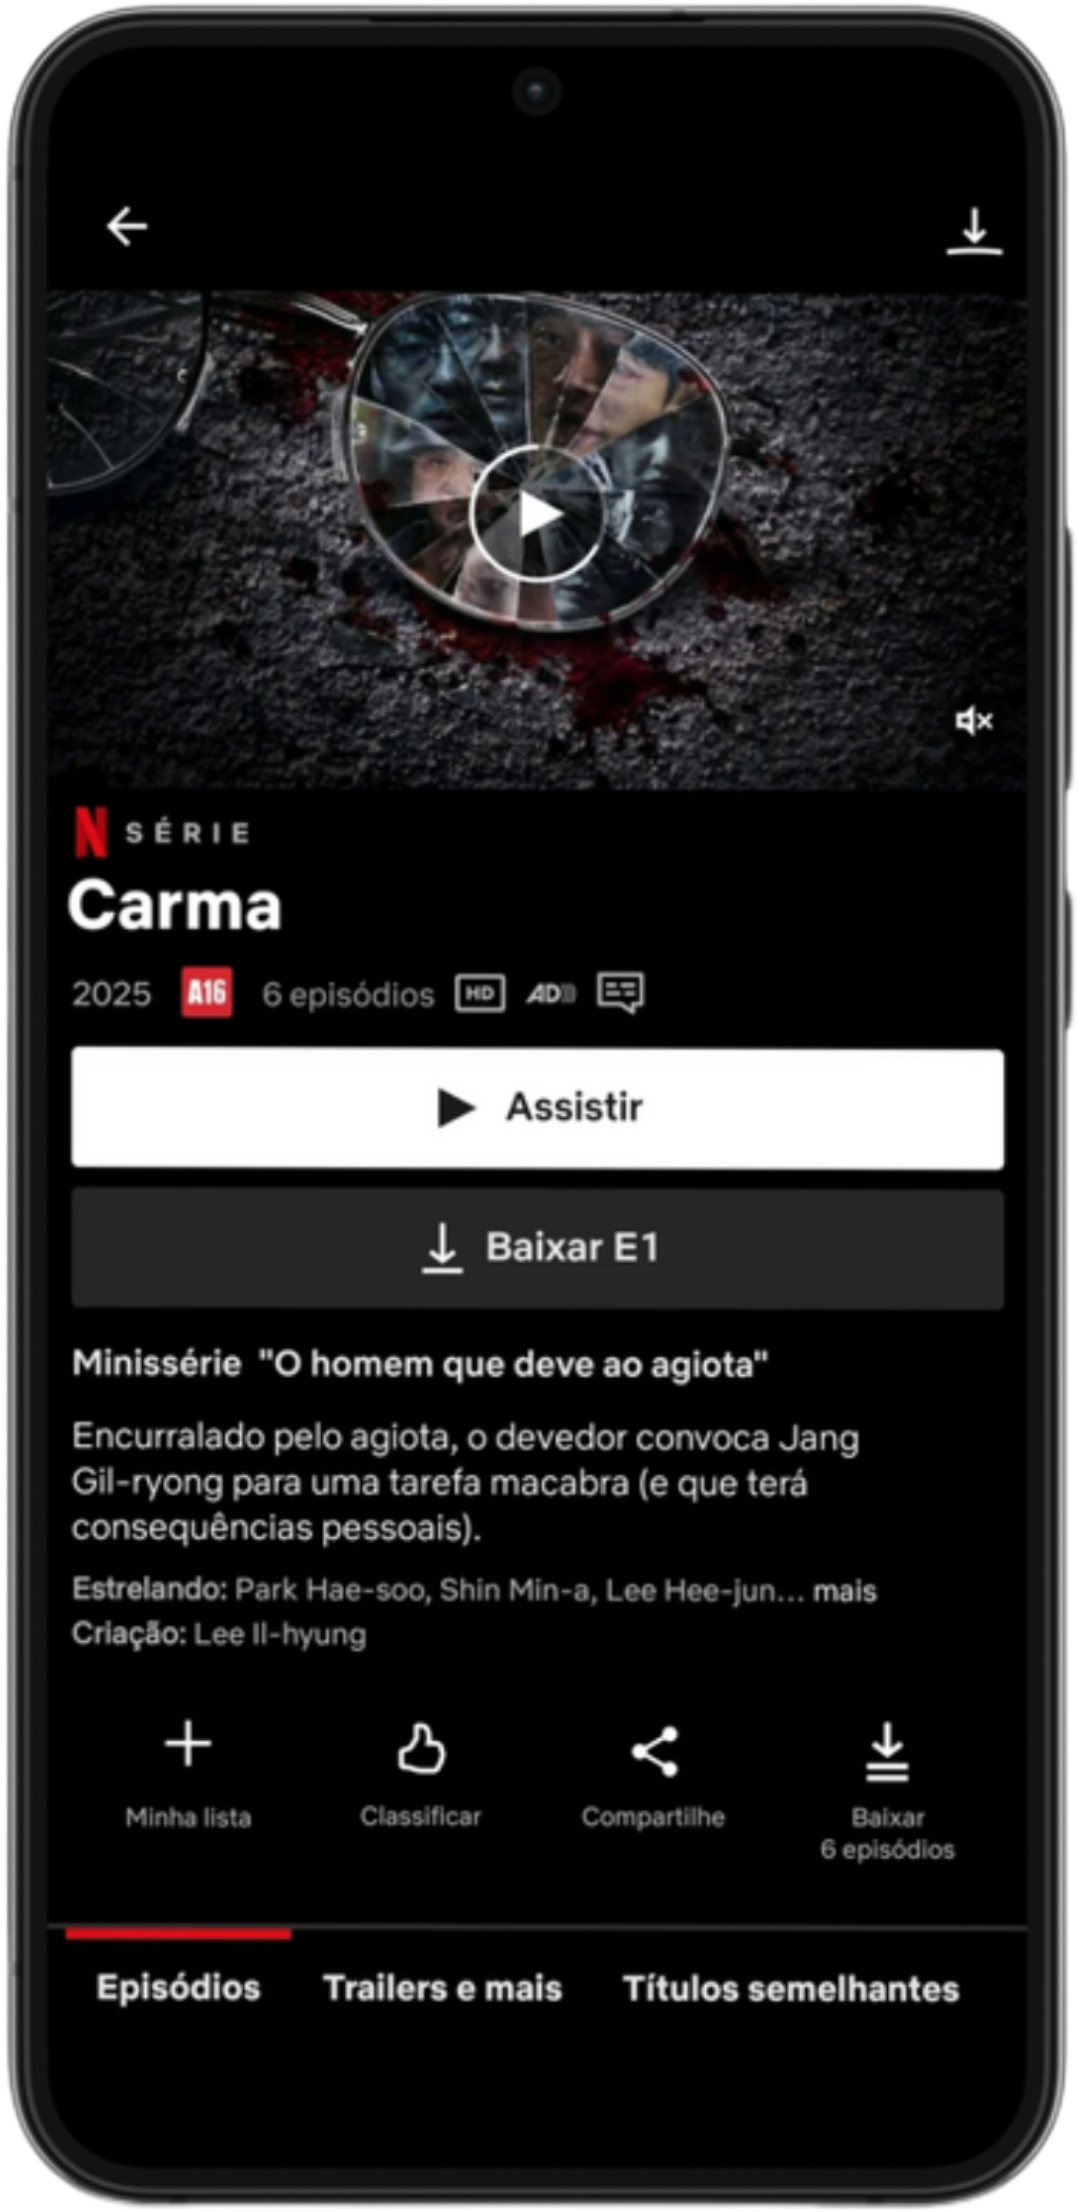 N SÉRIE
Carma
2025 A16 6 episódios HD AD
Assistir
Baixar E1
Minissérie "O homem que deve ao agiota"
Encurralado pelo agiota, o devedor convoca Jang
Gil-ryong para uma tarefa macabra (e que terá
consequências pessoais).
Estrelando: Park Hae-soo, Shin Min-a, Lee Hee-jun... mais
Criação: Lee Il-hyung
Minha lista Classificar Compartilhe Baixar
6 episódios
Episódios Trailers e mais Títulos semelhantes